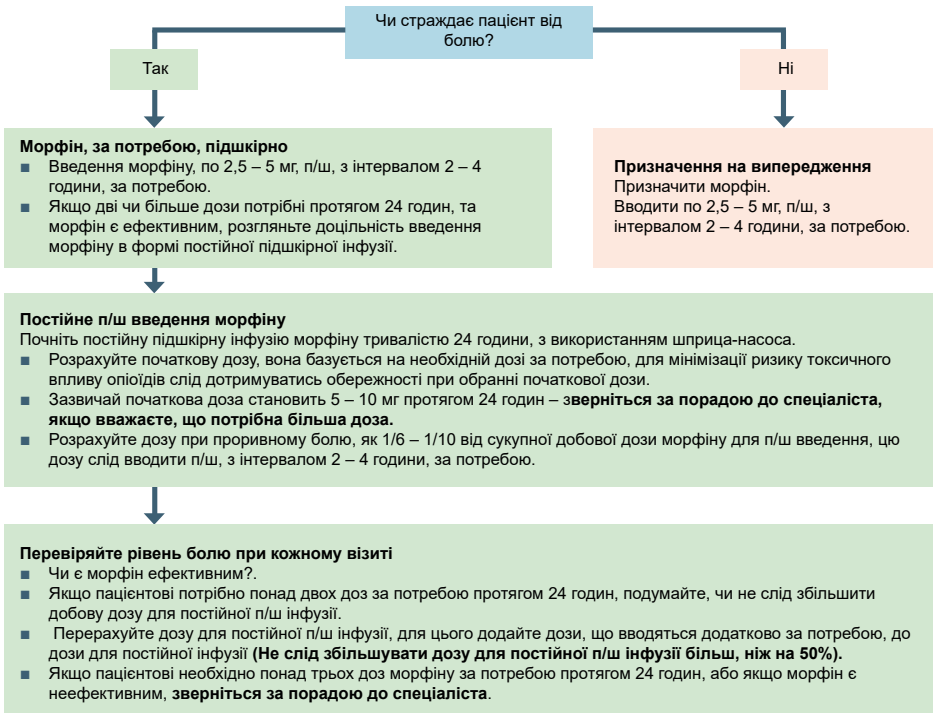 Чи страждає пацієнт від
болю?
Так
Ні
Морфін, за потребою, підшкірно
■ Введення морфіну, по 2,5 – 5 мг, п/ш, з інтервалом 2 – 4
години, за потребою.
■ Якщо дві чи більше дози потрібні протягом 24 годин, та
морфін є ефективним, розгляньте доцільність введення
морфіну в формі постійної підшкірної інфузії.
Призначення на випередження
Призначити морфін.
Вводити по 2,5 – 5 мг, п/ш, з
інтервалом 2 – 4 години, за потребою.
Постійне п/ш введення морфіну
Почніть постійну підшкірну інфузію морфіну тривалістю 24 години, з використанням шприца-насоса.
■ Розрахуйте початкову дозу, вона базується на необхідній дозі за потребою, для мінімізації ризику токсичного
впливу опіоїдів слід дотримуватись обережності при обранні початкової дози.
■ Зазвичай початкова доза становить 5 – 10 мг протягом 24 годин – зверніться за порадою до спеціаліста,
якщо вважаєте, що потрібна більша доза.
■ Розрахуйте дозу при проривному болю, як 1/6 – 1/10 від сукупної добової дози морфіну для п/ш введення, цю
дозу слід вводити п/ш, з інтервалом 2 – 4 години, за потребою.
Перевіряйте рівень болю при кожному візиті
■ Чи є морфін ефективним?.
■ Якщо пацієнтові потрібно понад двох доз за потребою протягом 24 годин, подумайте, чи не слід збільшити
добову дозу для постійної п/ш інфузії.
■ Перерахуйте дозу для постійної п/ш інфузії, для цього додайте дози, що вводяться додатково за потребою, до
дози для постійної інфузії (Не слід збільшувати дозу для постійної п/ш інфузії більш, ніж на 50%).
■ Якщо пацієнтові необхідно понад трьох доз морфіну за потребою протягом 24 годин, або якщо морфін є
неефективним, зверніться за порадою до спеціаліста.